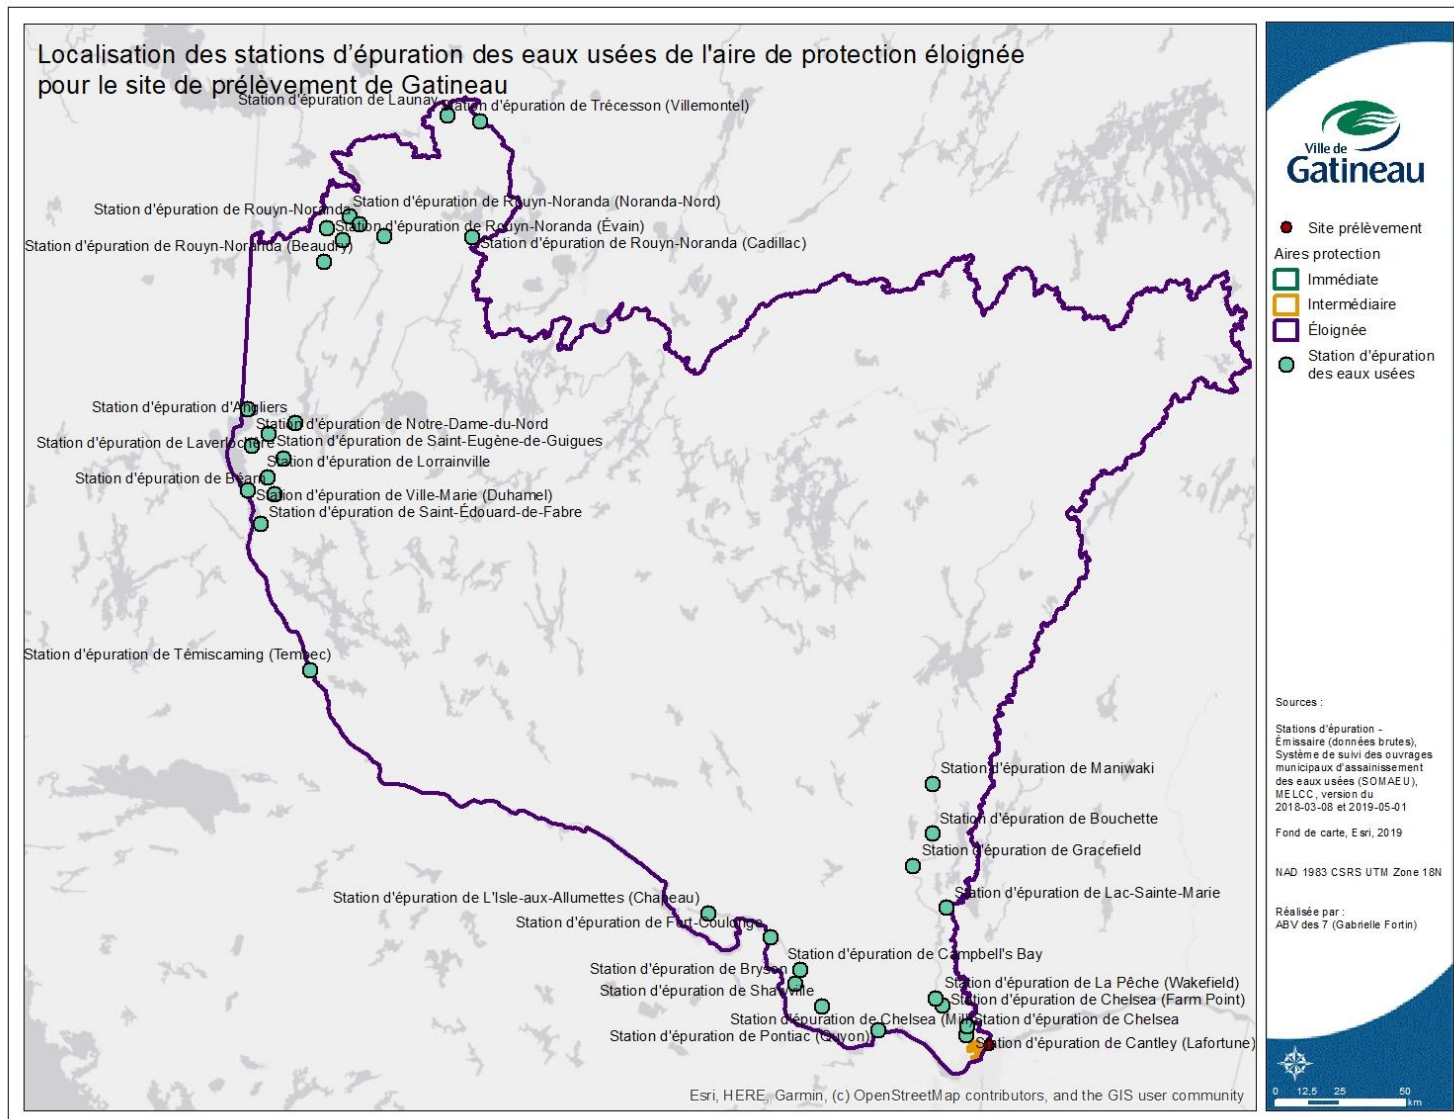 Localisation des stations d'épuration des eaux usées de l'aire de protection éloignée
pour le site de prélèvement de Gatineau
Station d'épuration de Launay
Station d'épuration de Trécesson (Villemontel)
Station d'épuration de Rouyn-Noranda (Noranda-Nord)
Station d'épuration de Rouyn-Noranda
Station d'épuration de Rouyn-Noranda (Évain)
Station d'épuration de Rouyn-Noranda (Beaudry)
Station d'épuration de Rouyn-Noranda (Cadillac)
Station d'épuration d'Angliers
Station d'épuration de Notre-Dame-du-Nord
Station d'épuration de Laverlochère
Station d'épuration de Saint-Eugène-de-Guigues
Station d'épuration de Lorrainville
Station d'épuration de Béarn
Station d'épuration de Ville-Marie (Duhamel)
Station d'épuration de Saint-Édouard-de-Fabre
Station d'épuration de Témiscaming (Tembec)
Station d'épuration de Maniwaki
Station d'épuration de Bouchette
Station d'épuration de Gracefield
Station d'épuration de Lac-Sainte-Marie
Station d'épuration de L'Isle-aux-Allumettes (Chapeau)
Station d'épuration de Fort-Coulonge
Station d'épuration de Campbell's Bay
Station d'épuration de Bryson
Station d'épuration de La Pêche (Wakefield)
Station d'épuration de Shawville
Station d'épuration de Chelsea (Farm Point)
Station d'épuration de Chelsea (Mill)
Station d'épuration de Chelsea
Station d'épuration de Pontiac (Quyon)
Station d'épuration de Cantley (Lafortune)
Esri, HERE, Garmin, (c) OpenStreetMap contributors, and the GIS user community
Ville de
Gatineau
Site prélèvement
Aires protection
Immédiate
Intermédiaire
Éloignée
Station d'épuration
des eaux usées
Sources :
Stations d'épuration -
Émissaire (données brutes),
Système de suivi des ouvrages
municipaux d'assainissement
des eaux usées (SOMAEU),
MELCC, version du
2018-03-08 et 2019-05-01
Fond de carte, Esri, 2019
NAD 1983 CSRS UTM Zone 18N
Réalisée par :
ABV des 7 (Gabrielle Fortin)
0 12,5 25 50
km